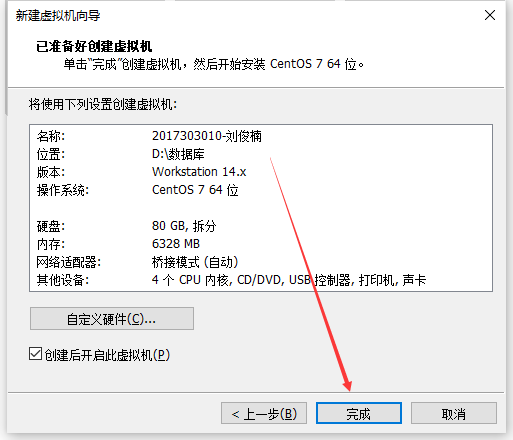 新建虚拟机向导
已准备好创建虚拟机
单击“完成”创建虚拟机，然后开始安装 CentOS 7 64 位。
将使用下列设置创建虚拟机:
名称: 2017303010-刘俊楠
位置: D:\数据库
版本: Workstation 14.x
操作系统: CentOS 7 64 位
硬盘: 80 GB, 拆分
内存: 6328 MB
网络适配器: 桥接模式 (自动)
其他设备: 4 个 CPU 内核, CD/DVD, USB 控制器, 打印机, 声卡
自定义硬件(C)...
创建后开启此虚拟机(P)
< 上一步(B) 完成 取消